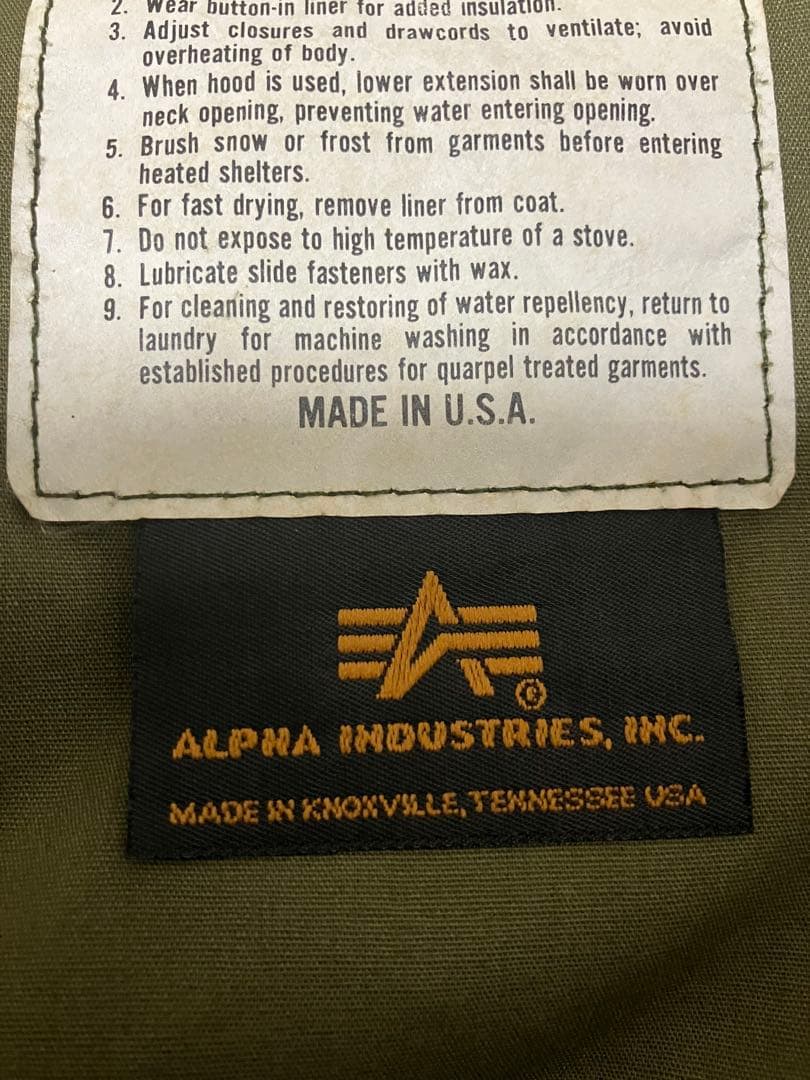 2. Wear button-in liner for added insulation.
3. Adjust closures and drawcords to ventilate; avoid
overheating of body.
4. When hood is used, lower extension shall be worn over
neck opening, preventing water entering opening.
5. Brush snow or frost from garments before entering
heated shelters.
6. For fast drying, remove liner from coat.
7. Do not expose to high temperature of a stove.
8. Lubricate slide fasteners with wax.
9. For cleaning and restoring of water repellency, return to
laundry for machine washing in accordance with
established procedures for quarpel treated garments.
MADE IN U.S.A.
ALPHA INDUSTRIES, INC.
MADE IN KNOXVILLE, TENNESSEE USA